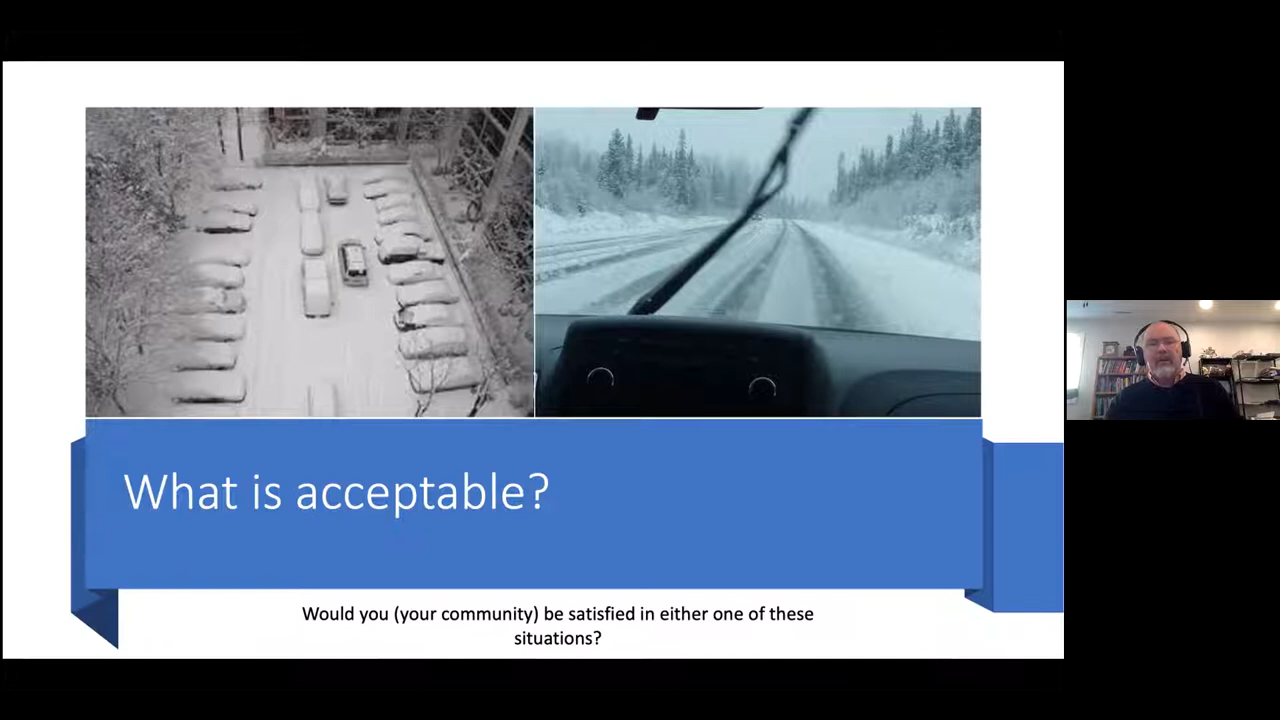 What is acceptable?
Would you (your community) be satisfied in either one of these
situations?